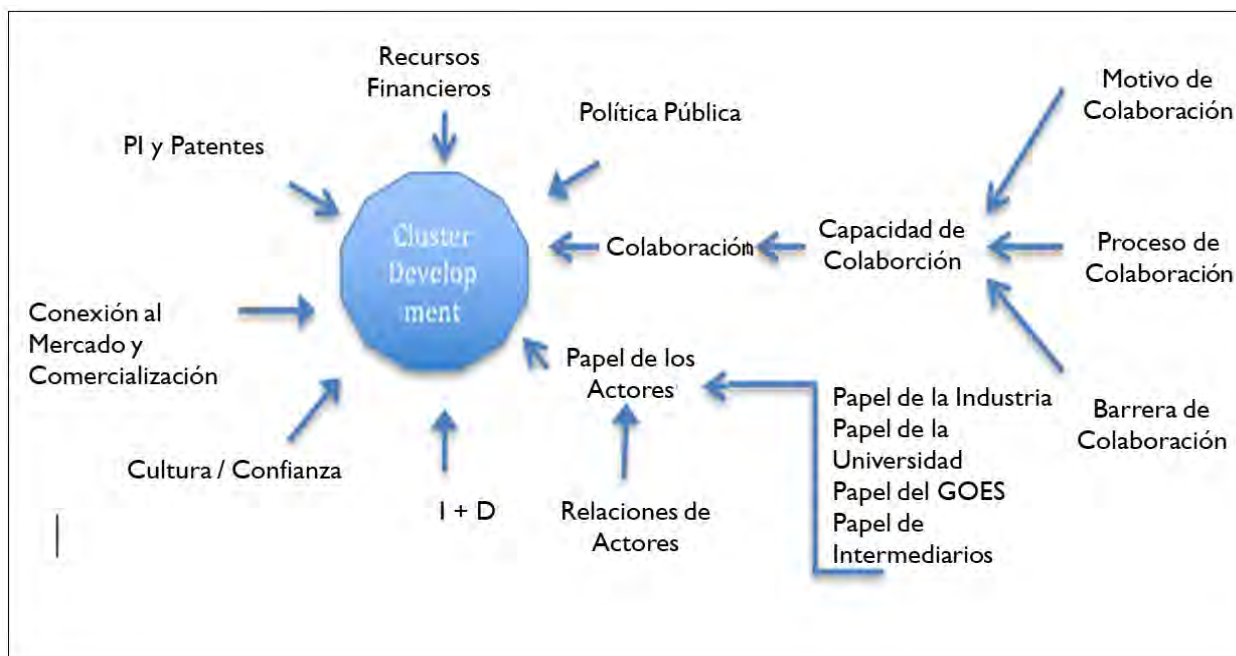 Recursos
Financieros
Política Pública
Motivo de
Colaboración
PI y Patentes
Cluster
Develop
ment
Colaboración
Capacidad de
Colaborción
Proceso de
Colaboración
Conexión al
Mercado y
Comercialización
Papel de los
Actores
Papel de la Industria
Papel de la
Universidad
Papel del GOES
Papel de
Intermediarios
Barrera de
Colaboración
Cultura / Confianza
I + D
Relaciones de
Actores